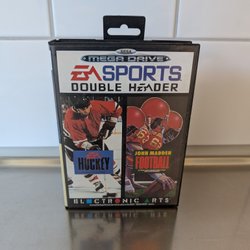 SEGA
MEGA DRIVE
EA SPORTS
DOUBLE HEADER
HOCKEY
JOHN MADDEN
FOOTBALL
ELECTRONIC ARTS